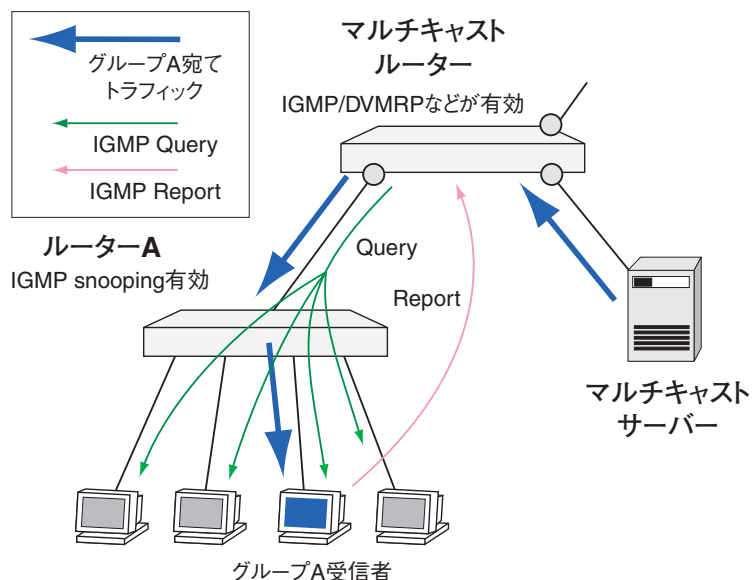 グループA宛て
トラフィック
IGMP Query
IGMP Report
マルチキャスト
ルーター
IGMP/DVMRPなどが有効
ルーターA
IGMP snooping有効
Query
Report
マルチキャスト
サーバー
グループA受信者